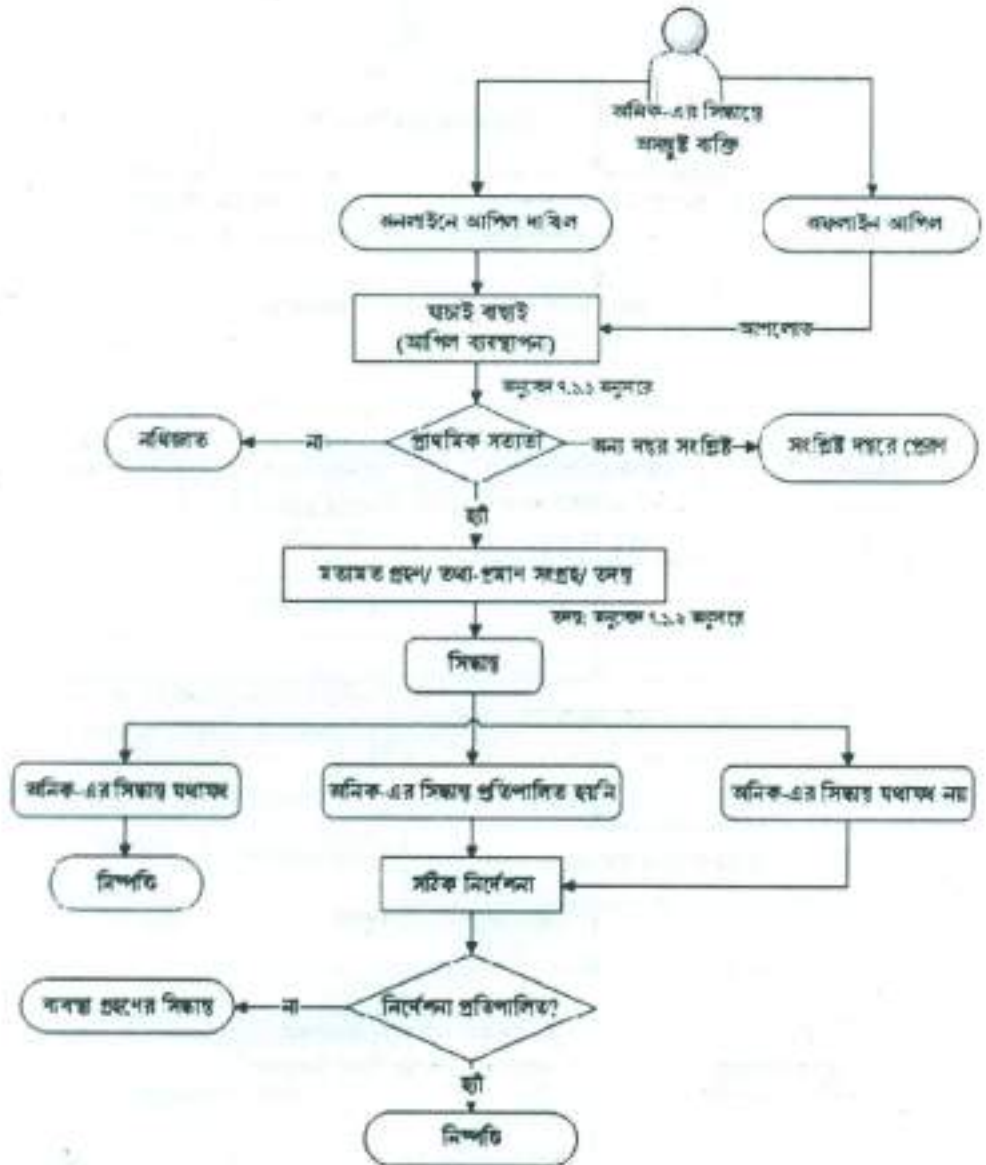 অনিক-এর সিদ্ধান্তে
অসন্তুষ্ট ব্যক্তি
অনলাইনে আপিল দাখিল
অফলাইন আপিল
যাচাই বাছাই
(আপিল ব্যবস্থাপনা)
আপলোড
অনুচ্ছেদ ৭.১.১ অনুসারে
নথিজাত
না
প্রাথমিক সত্যতা
অন্য দপ্তর সংশ্লিষ্ট
সংশ্লিষ্ট দপ্তরে প্রেরণ
হ্যাঁ
মতামত গ্রহণ/ তথ্য-প্রমাণ সংগ্রহ/ তদন্ত
তদন্ত: অনুচ্ছেদ ৭.১.২ অনুসারে
সিদ্ধান্ত
অনিক-এর সিদ্ধান্ত যথাযথ
অনিক-এর সিদ্ধান্ত প্রতিপালিত হয়নি
অনিক-এর সিদ্ধান্ত যথাযথ নয়
নিষ্পত্তি
সঠিক নির্দেশনা
ব্যবস্থা গ্রহণের সিদ্ধান্ত
না
নির্দেশনা প্রতিপালিত?
হ্যাঁ
নিষ্পত্তি